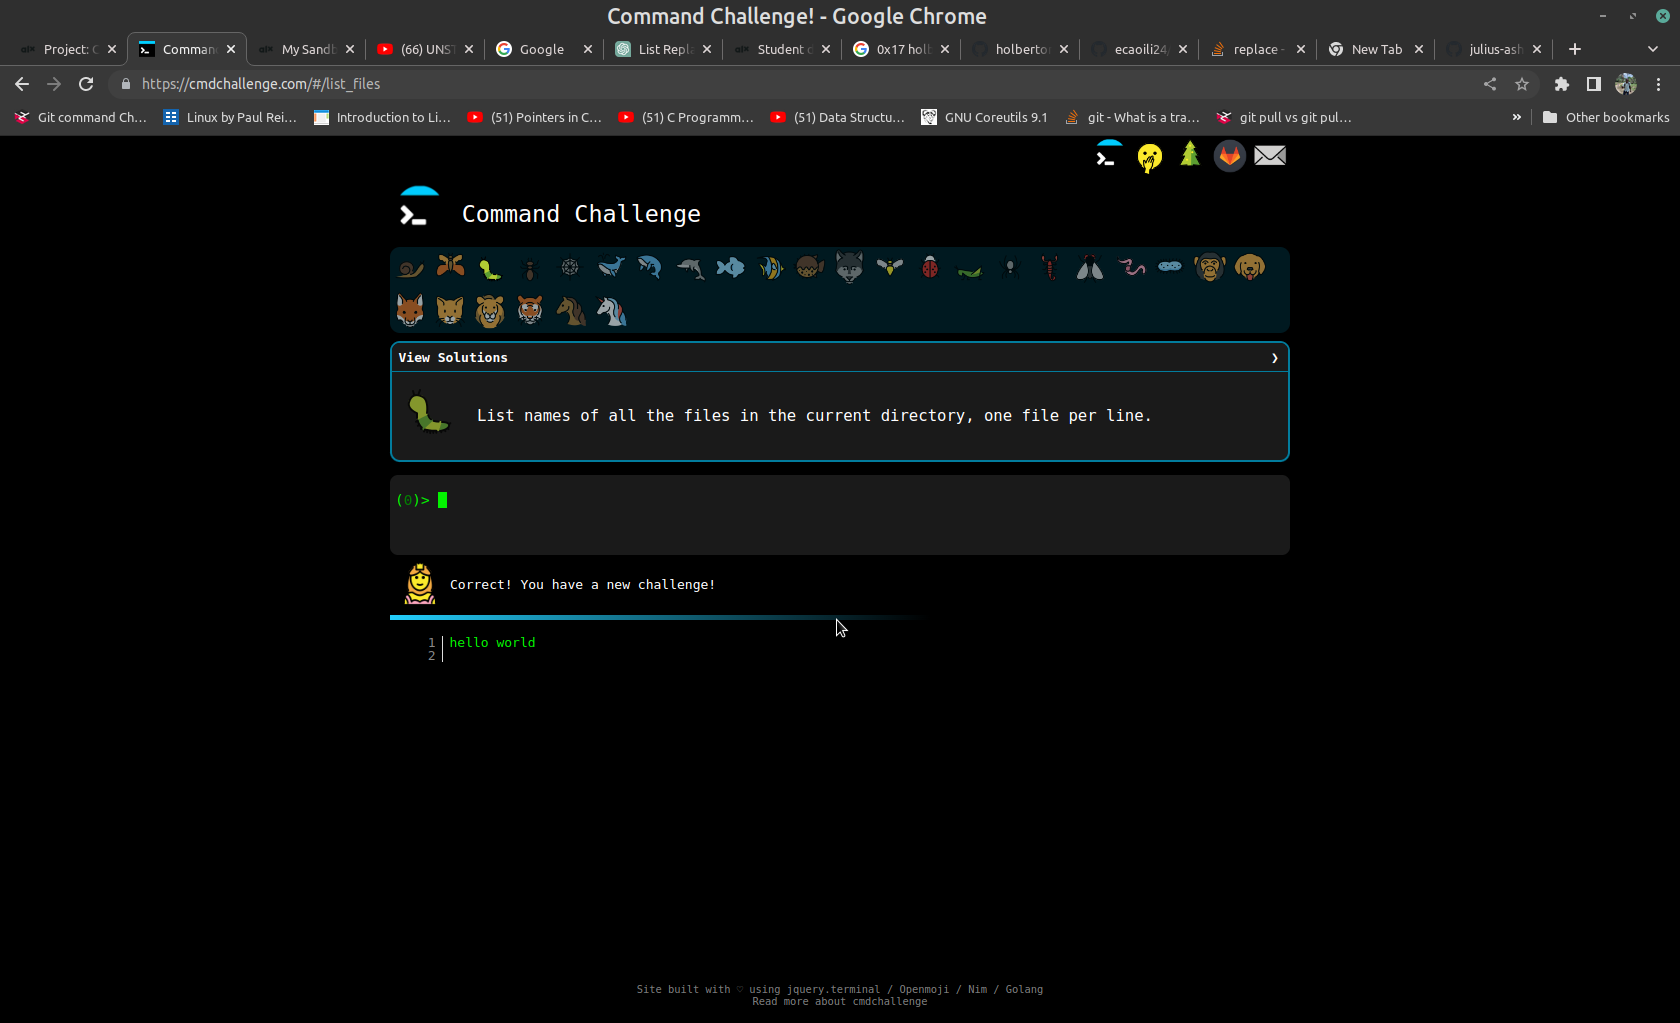 Command Challenge! - Google Chrome
Project: C
Comman
My Sandb
(66) UNST
Google
List Repl
Student d
0x17 holb
holberto
ecaoili24
replace -
New Tab
julius-ash
https://cmdchallenge.com/#/list_files
Git command Ch...
Linux by Paul Rei...
Introduction to Li...
(51) Pointers in C...
(51) C Programm...
(51) Data Structu...
GNU Coreutils 9.1
git - What is a tra...
git pull vs git pul...
»
Other bookmarks
Command Challenge
View Solutions
List names of all the files in the current directory, one file per line.
(0)>
Correct! You have a new challenge!
1 hello world
2
Site built with ♡ using jquery.terminal / Openmoji / Nim / Golang
Read more about cmdchallenge